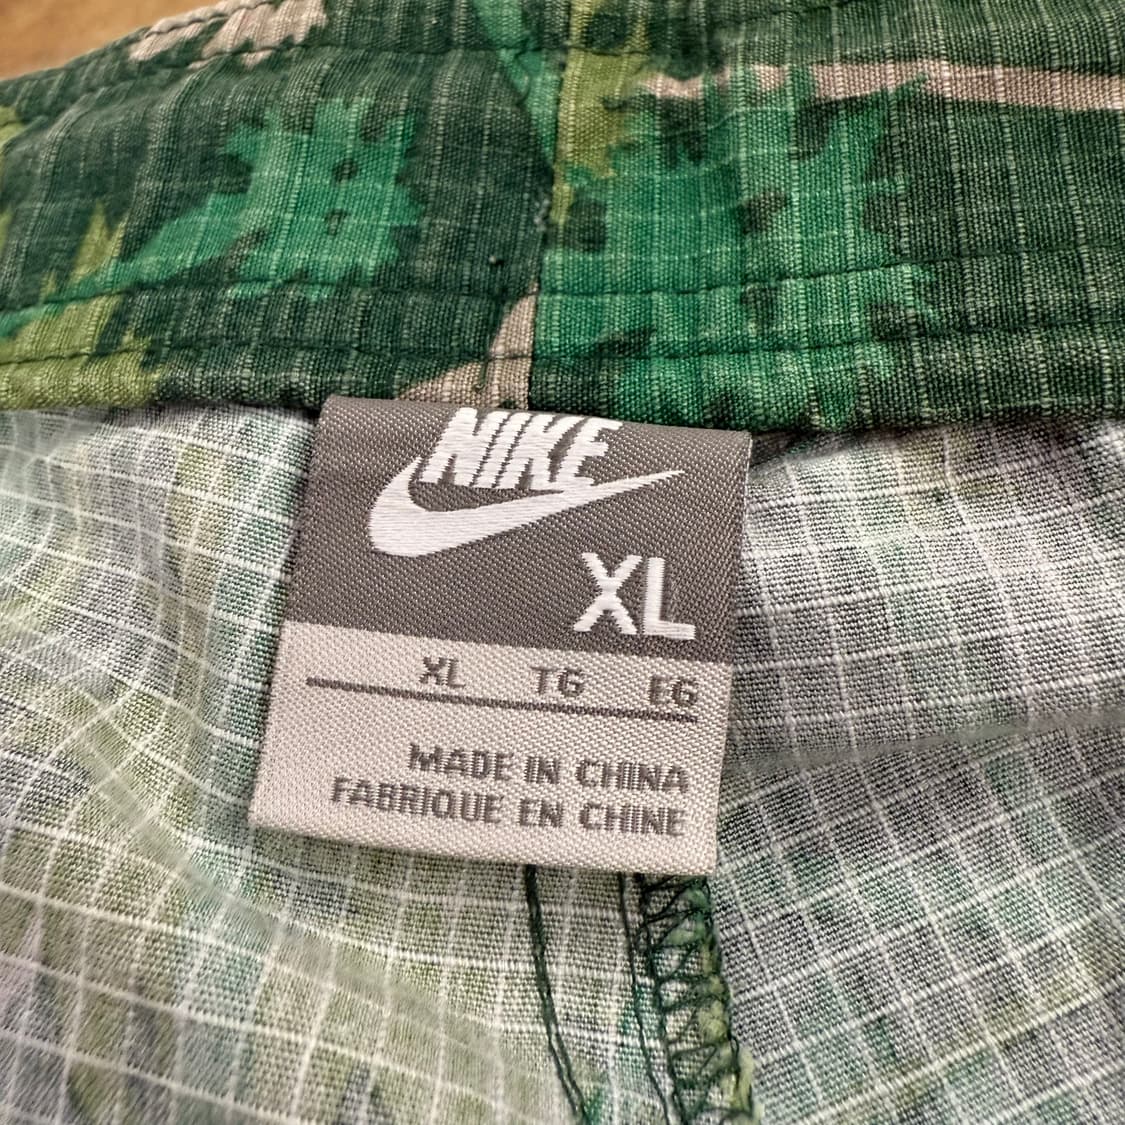 NIKE
XL
XL TG EG
MADE IN CHINA
FABRIQUE EN CHINE